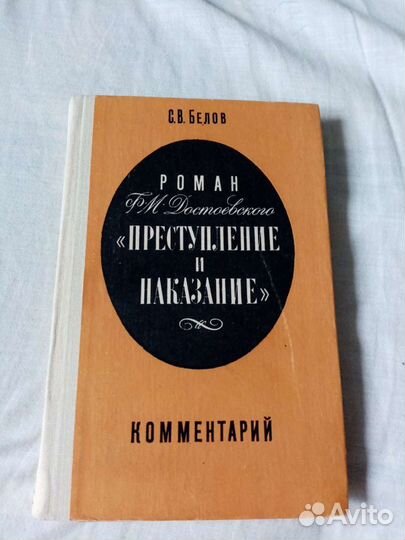 С.В. БЕЛОВ
РОМАН
Ф.М. Достоевского
«ПРЕСТУПЛЕНИЕ
И
НАКАЗАНИЕ»
КОММЕНТАРИЙ
Avito